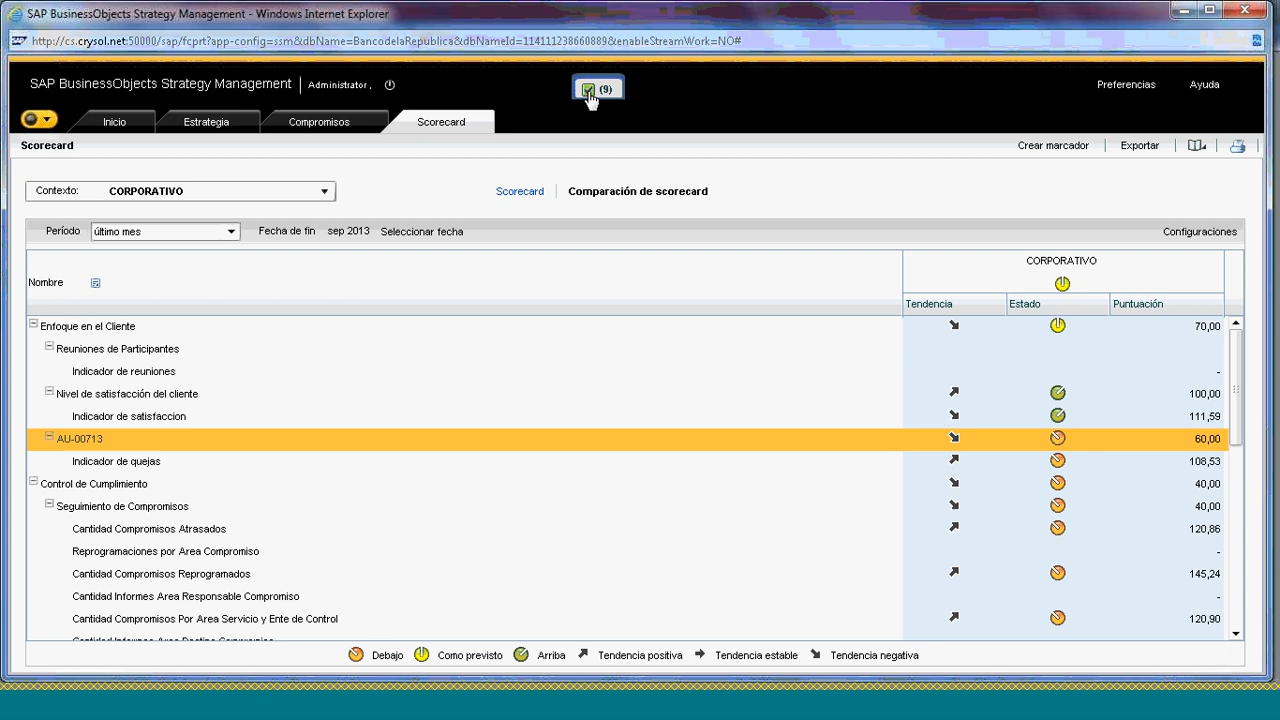 SAP BusinessObjects Strategy Management - Windows Internet Explorer
http://cs.crysol.net:50000/sap/fcprt?app-config=ssm&dbName=BancodelaRepublica&dbNameId=114111238660889&enableStreamWork=NO#
SAP BusinessObjects Strategy Management Administrator . (9) Preferencias Ayuda
Inicio Estrategia Compromisos Scorecard
Scorecard Crear marcador Exportar
Contexto: CORPORATIVO Scorecard Comparación de scorecard
Período último mes Fecha de fin sep 2013 Seleccionar fecha Configuraciones
CORPORATIVO
Nombre
Tendencia Estado Puntuación
Enfoque en el Cliente 70,00
Reuniones de Participantes
Indicador de reuniones -
Nivel de satisfacción del cliente 100,00
Indicador de satisfaccion 111,59
AU-00713 60,00
Indicador de quejas 108,53
Control de Cumplimiento 40,00
Seguimiento de Compromisos 40,00
Cantidad Compromisos Atrasados 120,86
Reprogramaciones por Area Compromiso -
Cantidad Compromisos Reprogramados 145,24
Cantidad Informes Area Responsable Compromiso -
Cantidad Compromisos Por Area Servicio y Ente de Control 120,90
Cantidad Informes Area Destino Compromiso
Debajo Como previsto Arriba Tendencia positiva Tendencia estable Tendencia negativa